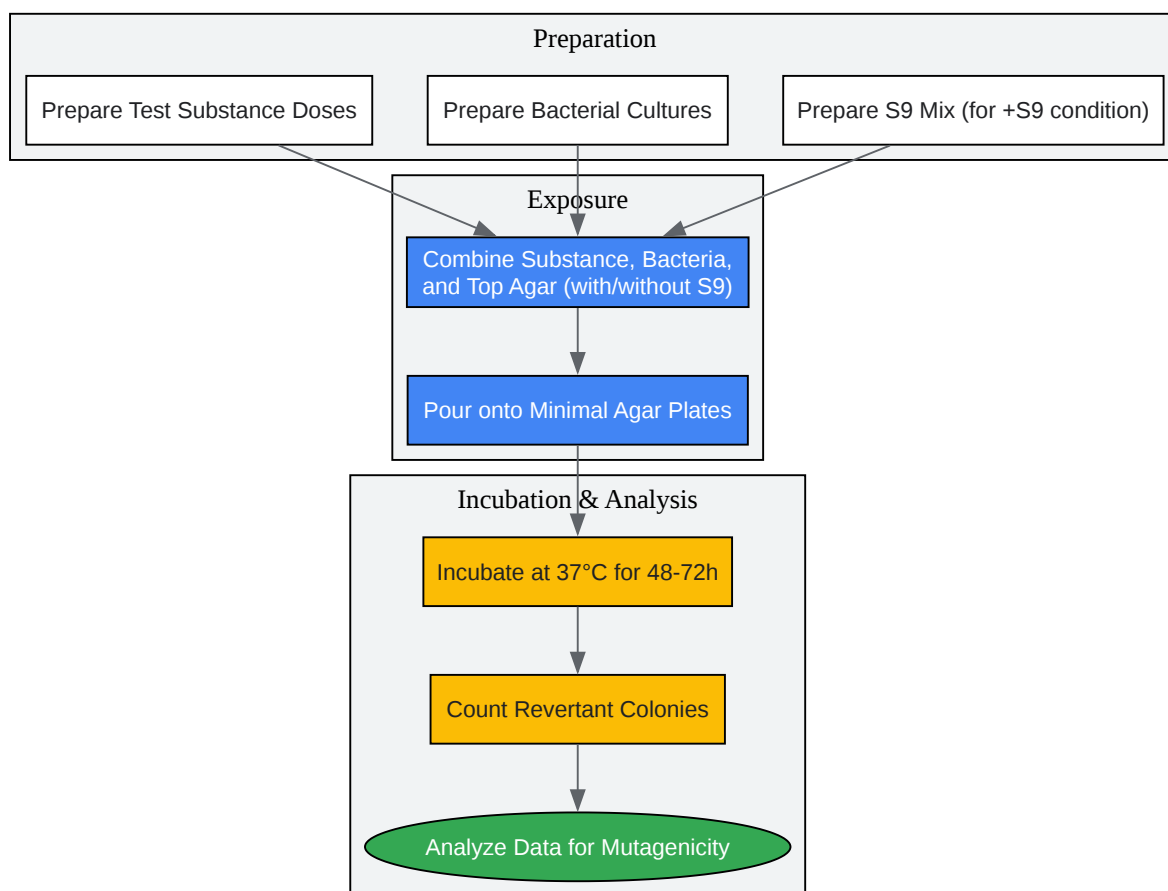 Preparation
Prepare Test Substance Doses
Prepare Bacterial Cultures
Prepare S9 Mix (for +S9 condition)
Exposure
Combine Substance, Bacteria,
and Top Agar (with/without S9)
Pour onto Minimal Agar Plates
Incubation & Analysis
Incubate at 37°C for 48-72h
Count Revertant Colonies
Analyze Data for Mutagenicity